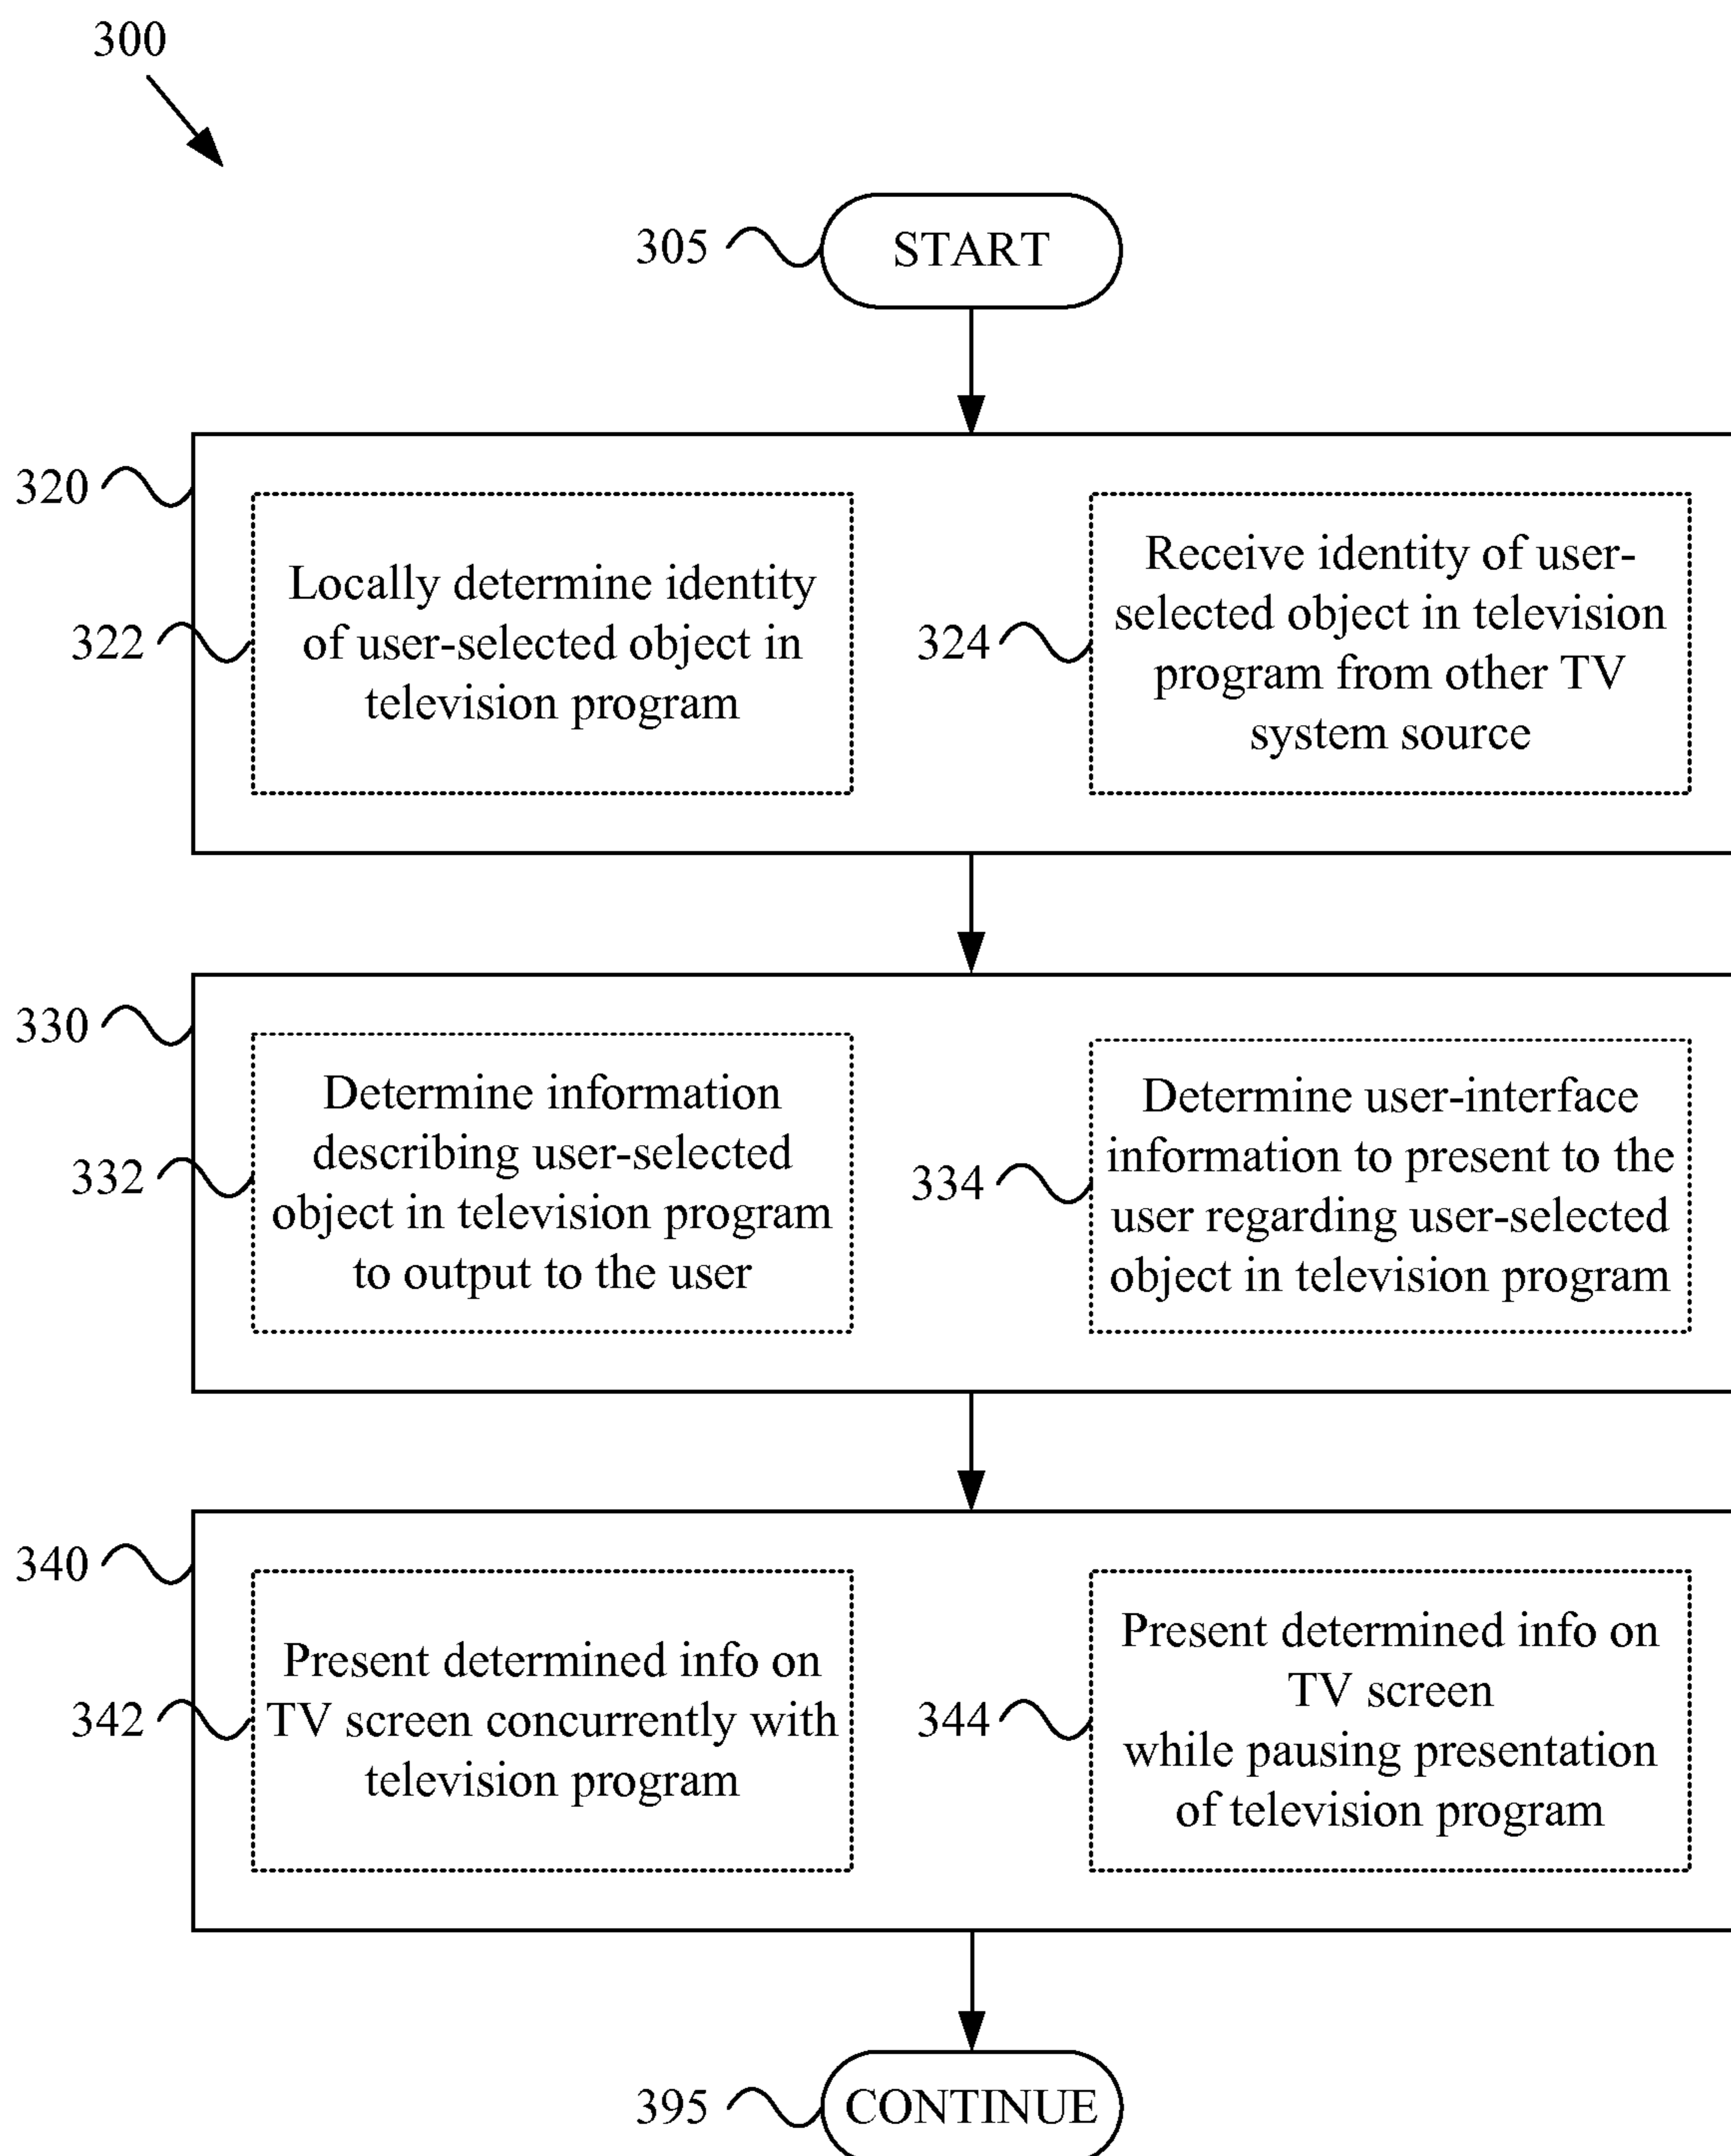 300
305
START
320
322
Locally determine identity
of user-selected object in
television program
324
Receive identity of user-
selected object in television
program from other TV
system source
330
332
Determine information
describing user-selected
object in television program
to output to the user
334
Determine user-interface
information to present to the
user regarding user-selected
object in television program
340
342
Present determined info on
TV screen concurrently with
television program
344
Present determined info on
TV screen
while pausing presentation
of television program
395
CONTINUE